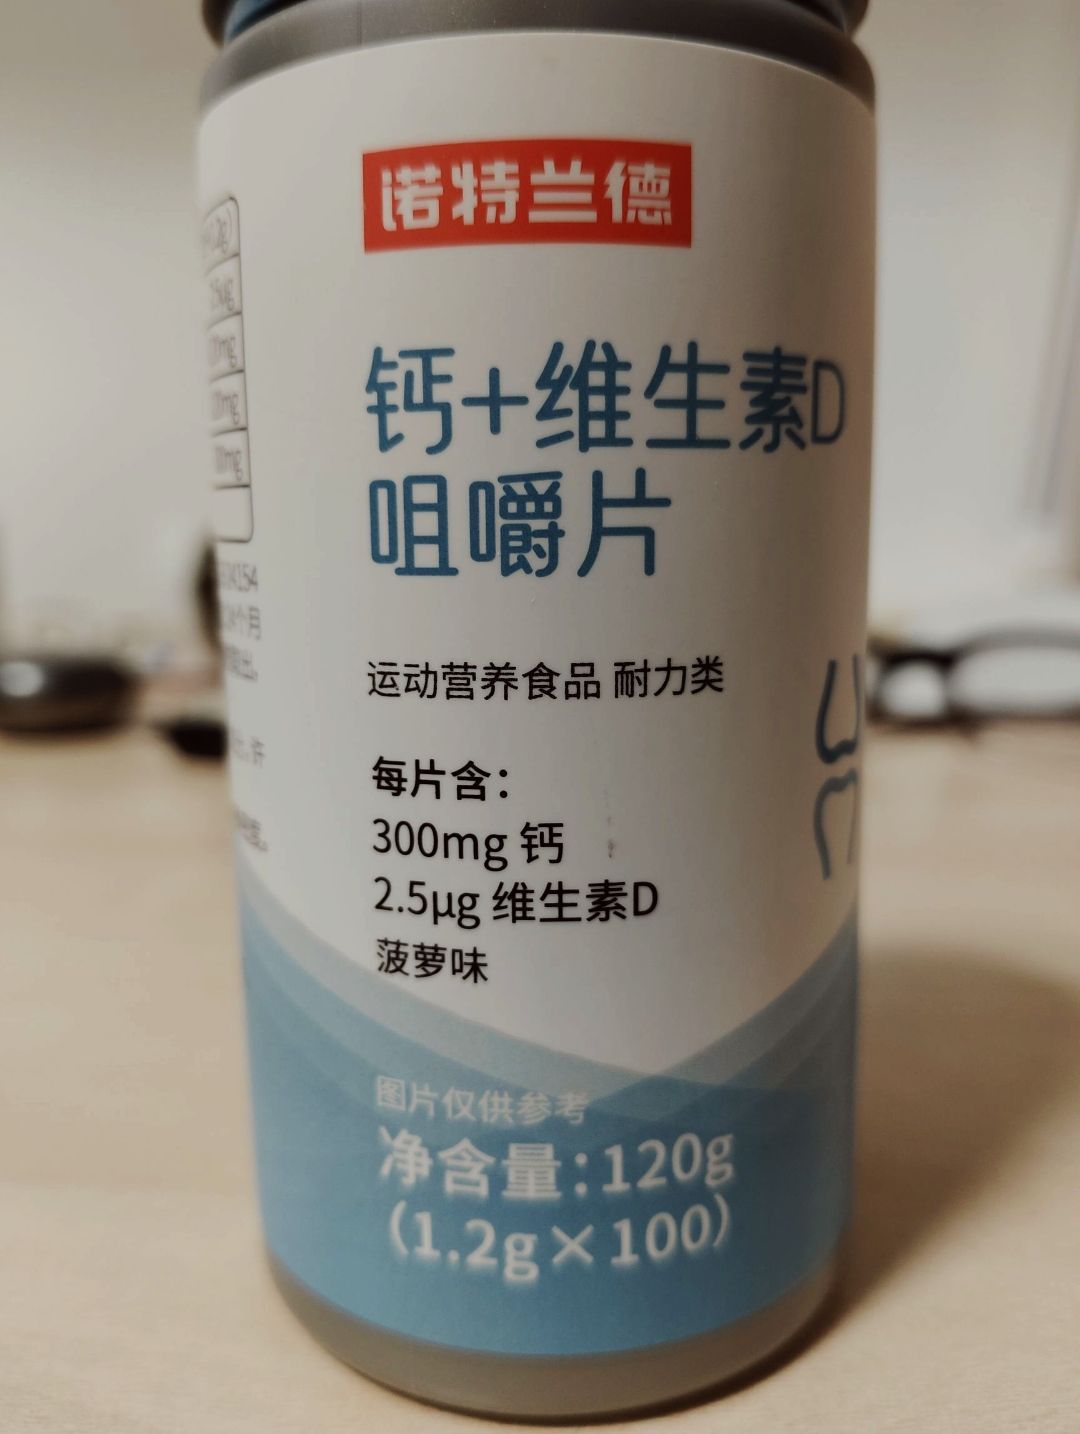 诺特兰德
钙+维生素D
咀嚼片
运动营养食品 耐力类
每片含：
300mg 钙
2.5μg 维生素D
菠萝味
图片仅供参考
净含量：120g
（1.2g×100）